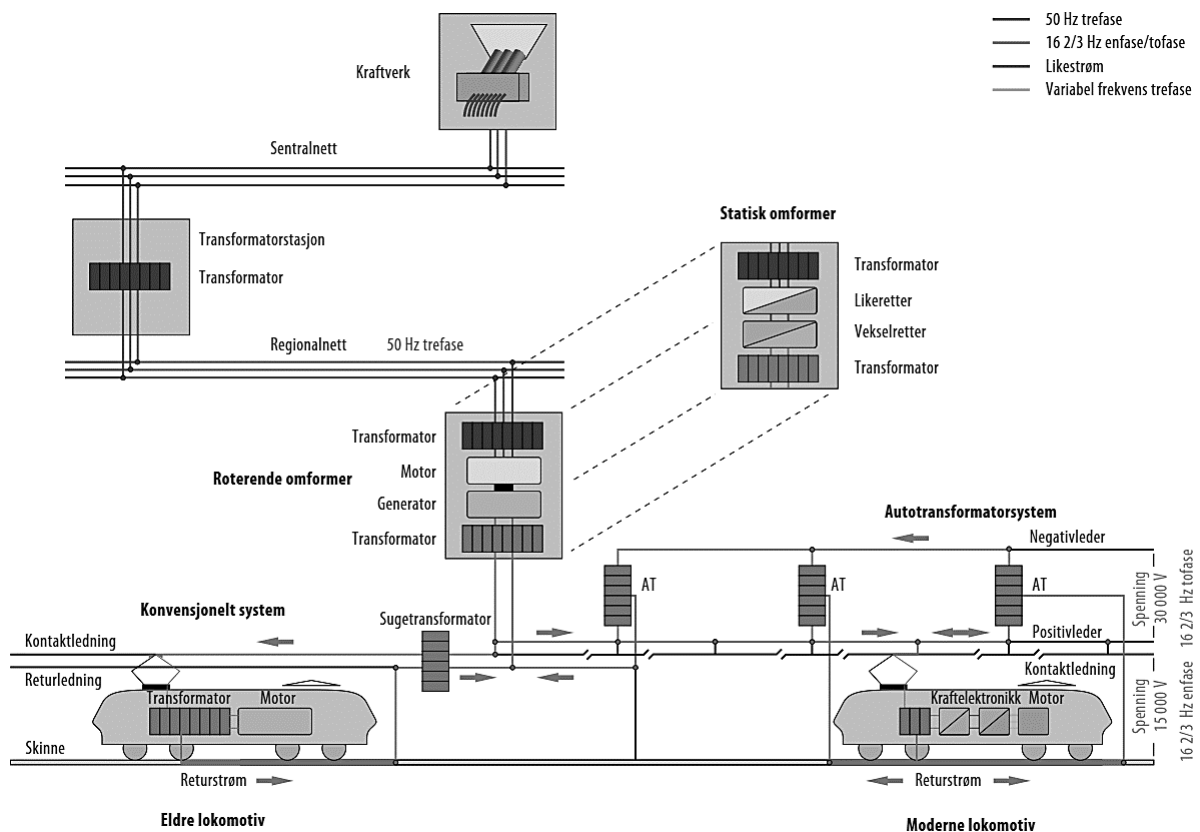 50 Hz trefase
16 2/3 Hz enfase/tofase
Likestrøm
Variabel frekvens trefase
Kraftverk
Sentralnett
Transformatorstasjon
Transformator
Statisk omformer
Transformator
Likeretter
Vekselretter
Transformator
Regionalnett 50 Hz trefase
Transformator
Roterende omformer
Motor
Generator
Transformator
Autotransformatorsystem
Negativleder
AT
AT
AT
Spenning
30 000 V
16 2/3 Hz tofase
Konvensjonelt system
Sugetransformator
Kontaktledning
Positivleder
Returledning
Kontaktledning
Transformator
Motor
Kraftelektronikk
Motor
Spenning
15 000 V
16 2/3 Hz enfase
Skinne
Returstrøm
Returstrøm
Eldre lokomotiv
Moderne lokomotiv